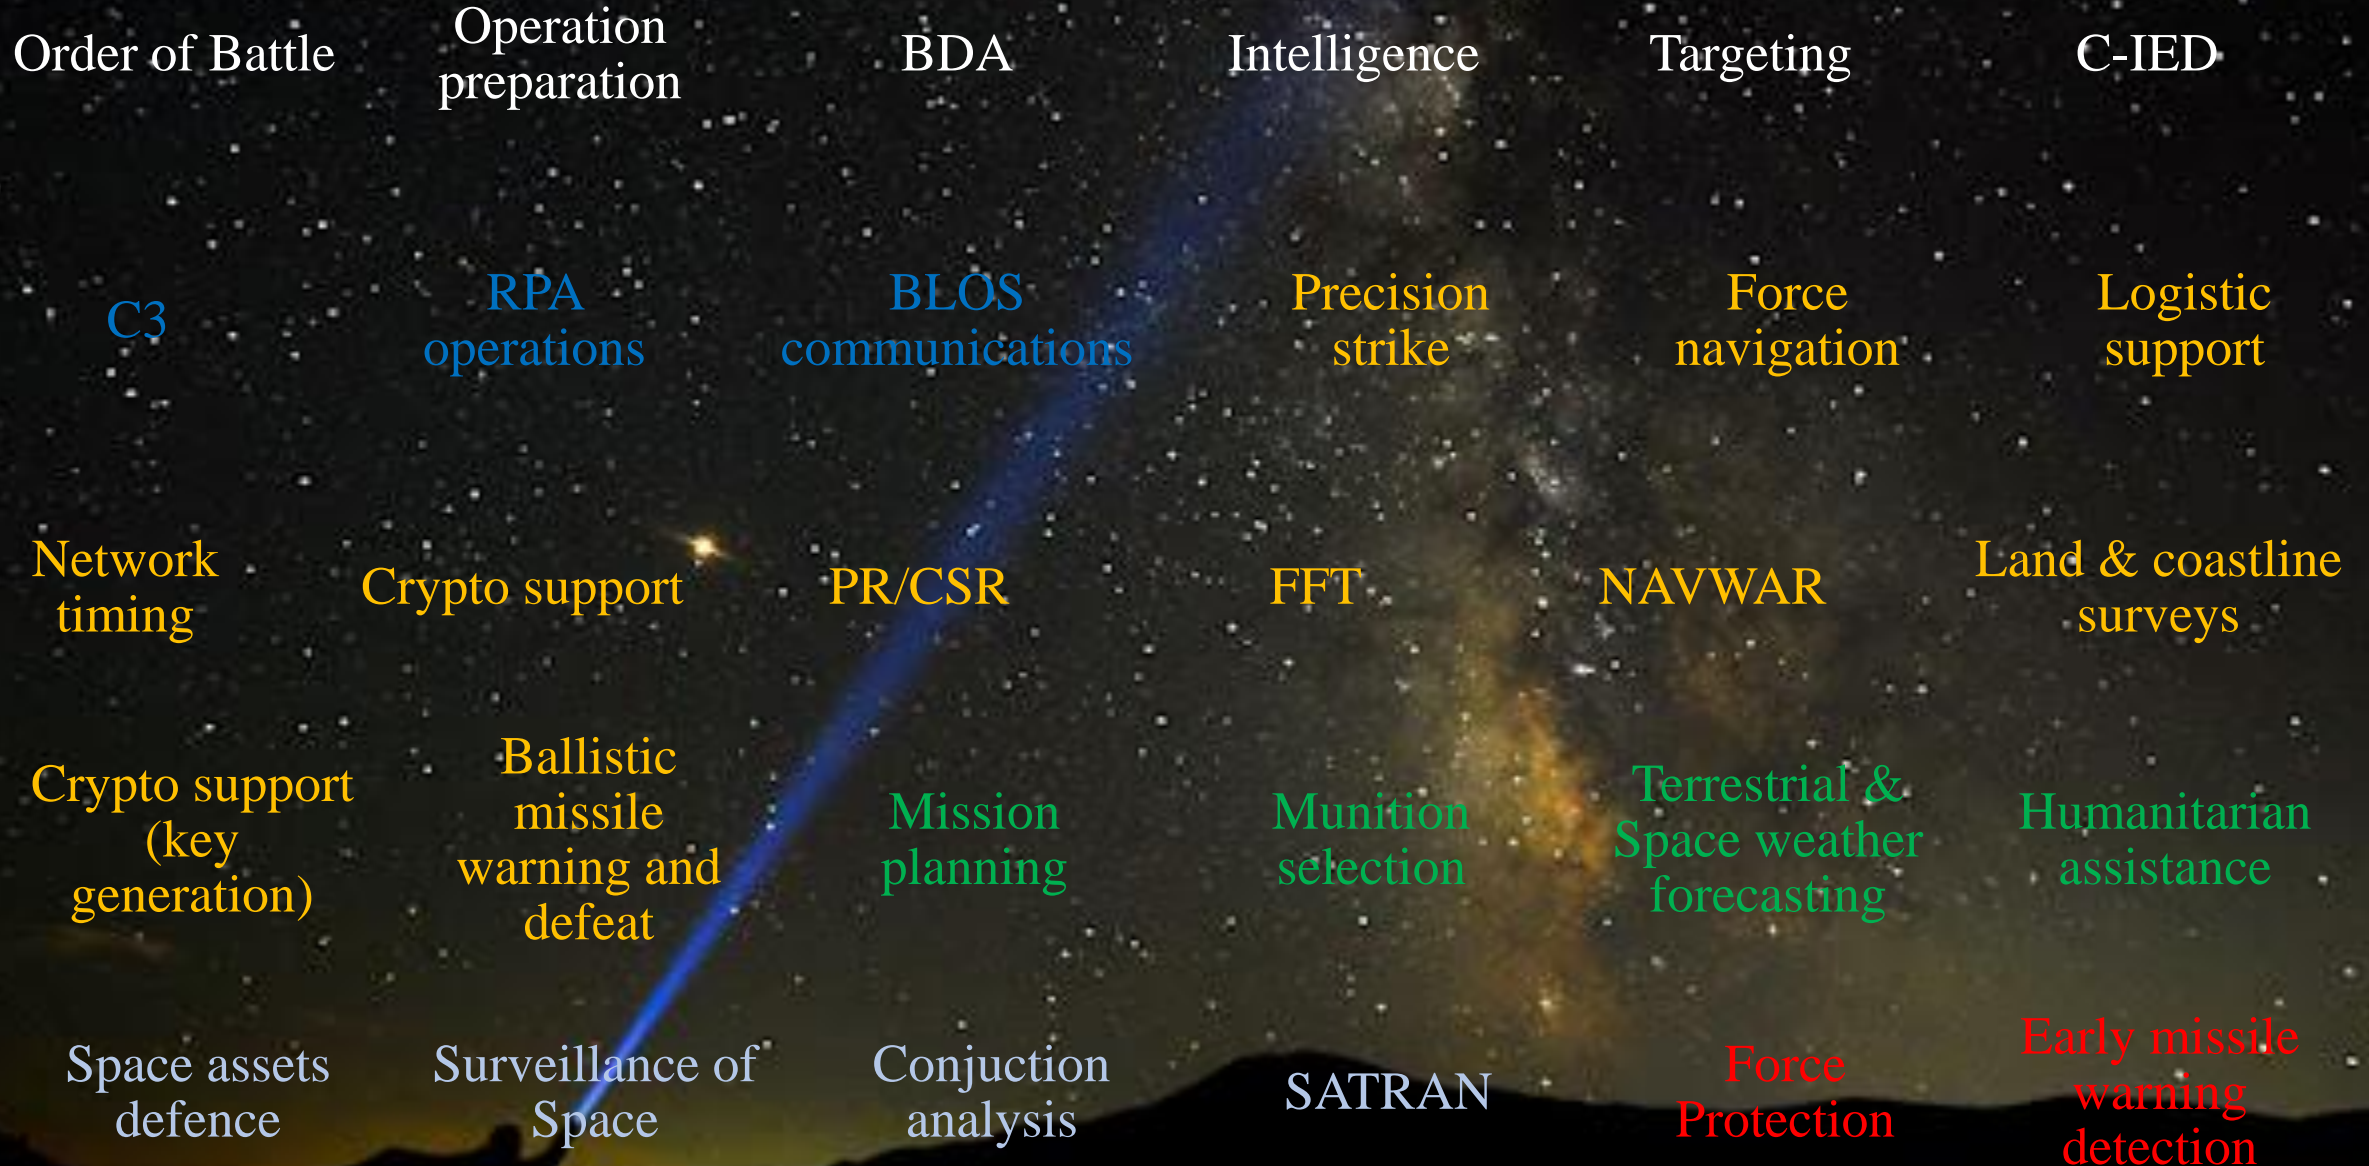 Order of Battle
Operation
preparation
BDA
Intelligence
Targeting
C-IED
C3
RPA
operations
BLOS
communications
Precision
strike
Force
navigation
Logistic
support
Network
timing
Crypto support
PR/CSR
FFT
NAVWAR
Land & coastline
surveys
Crypto support
(key
generation)
Ballistic
missile
warning and
defeat
Mission
planning
Munition
selection
Terrestrial &
Space weather
forecasting
Humanitarian
assistance
Space assets
defence
Surveillance of
Space
Conjuction
analysis
SATRAN
Force
Protection
Early missile
warning
detection